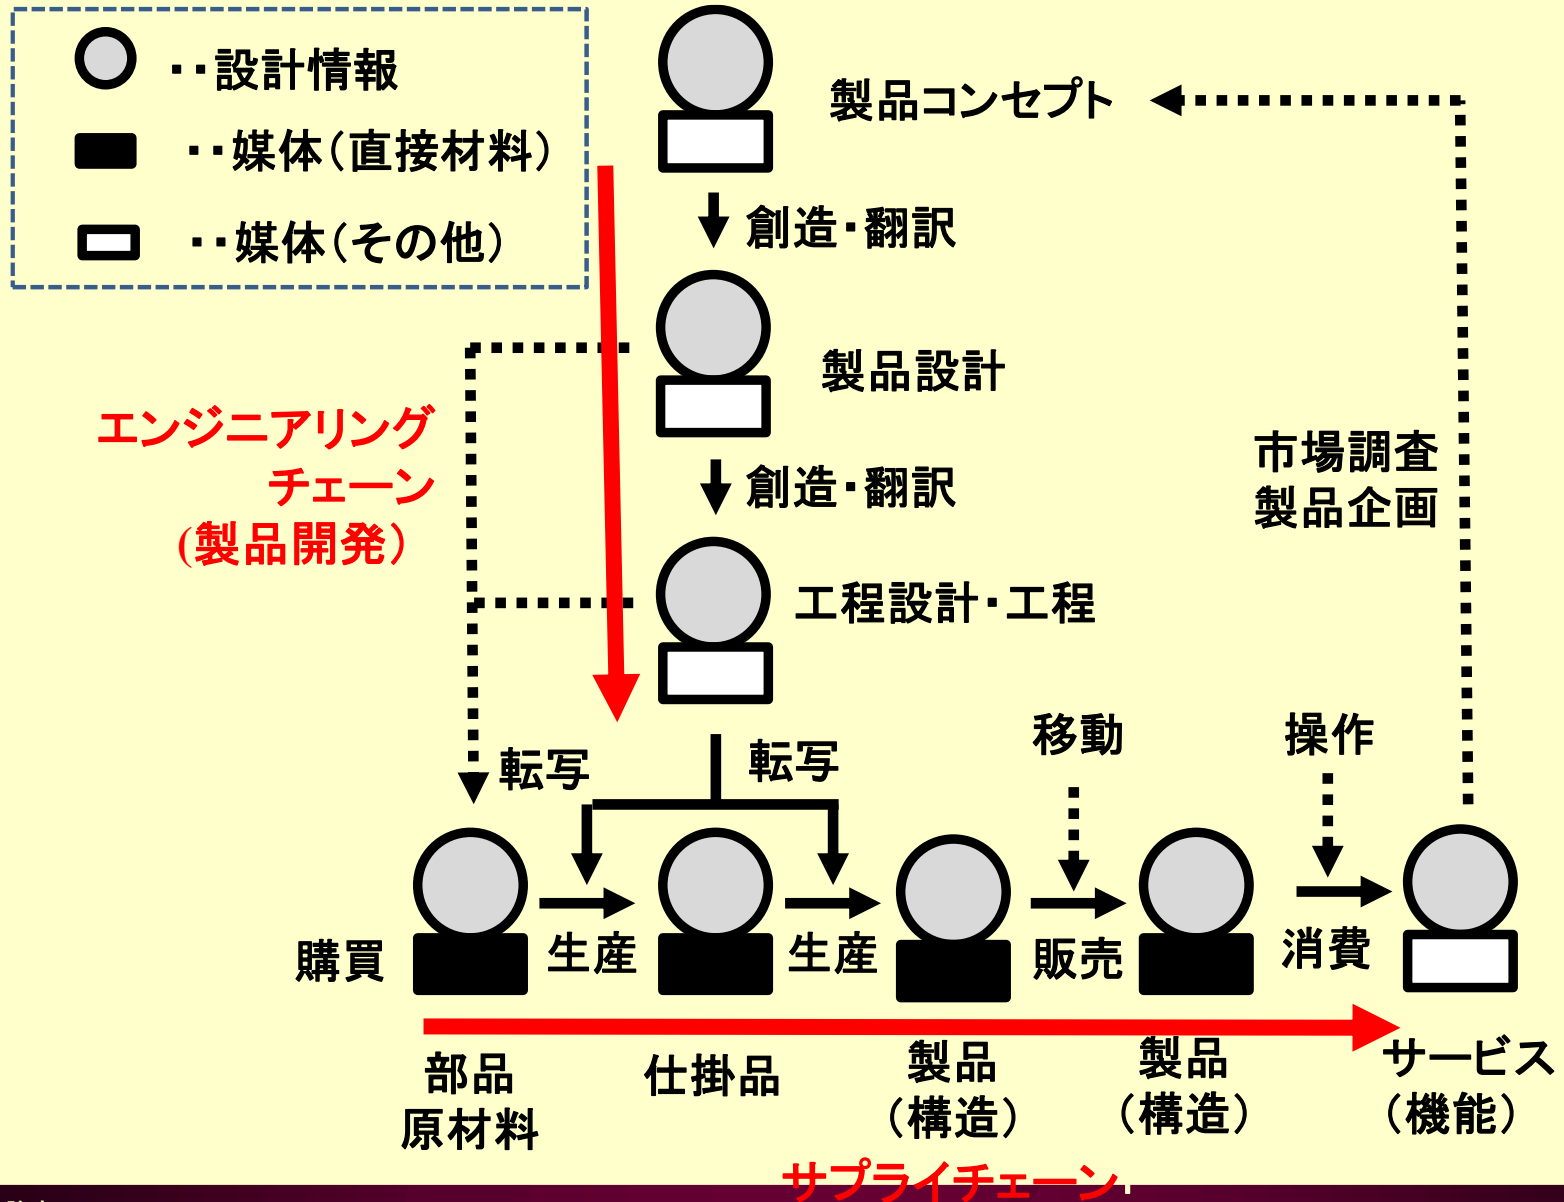 ‥設計情報
‥媒体（直接材料）
‥媒体（その他）
製品コンセプト
創造・翻訳
製品設計
創造・翻訳
エンジニアリング
チェーン
(製品開発）
市場調査
製品企画
工程設計・工程
転写
転写
移動
操作
購買
生産
生産
販売
消費
部品
原材料
仕掛品
製品
（構造）
製品
（構造）
サービス
（機能）
サプライチェーン